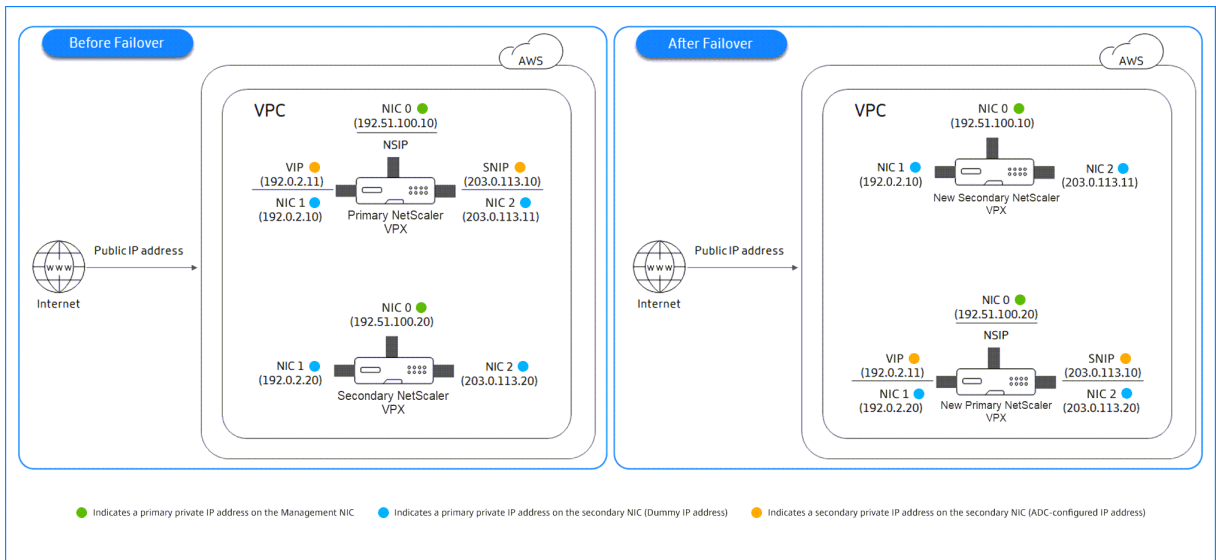 Before Failover
AWS
VPC
NIC 0
(192.51.100.10)
NSIP
VIP
(192.0.2.11)
NIC 1
(192.0.2.10)
SNIP
(203.0.113.10)
NIC 2
(203.0.113.11)
Primary NetScaler
VPX
Public IP address
WWW
Internet
NIC 0
(192.51.100.20)
NIC 1
(192.0.2.20)
NIC 2
(203.0.113.20)
Secondary NetScaler
VPX
After Failover
AWS
VPC
NIC 0
(192.51.100.10)
NIC 1
(192.0.2.10)
NIC 2
(203.0.113.11)
New Secondary NetScaler
VPX
Public IP address
WWW
Internet
NIC 0
(192.51.100.20)
NSIP
VIP
(192.0.2.11)
NIC 1
(192.0.2.20)
SNIP
(203.0.113.10)
NIC 2
(203.0.113.20)
New Primary NetScaler
VPX
Indicates a primary private IP address on the Management NIC
Indicates a primary private IP address on the secondary NIC (Dummy IP address)
Indicates a secondary private IP address on the secondary NIC (ADC-configured IP address)